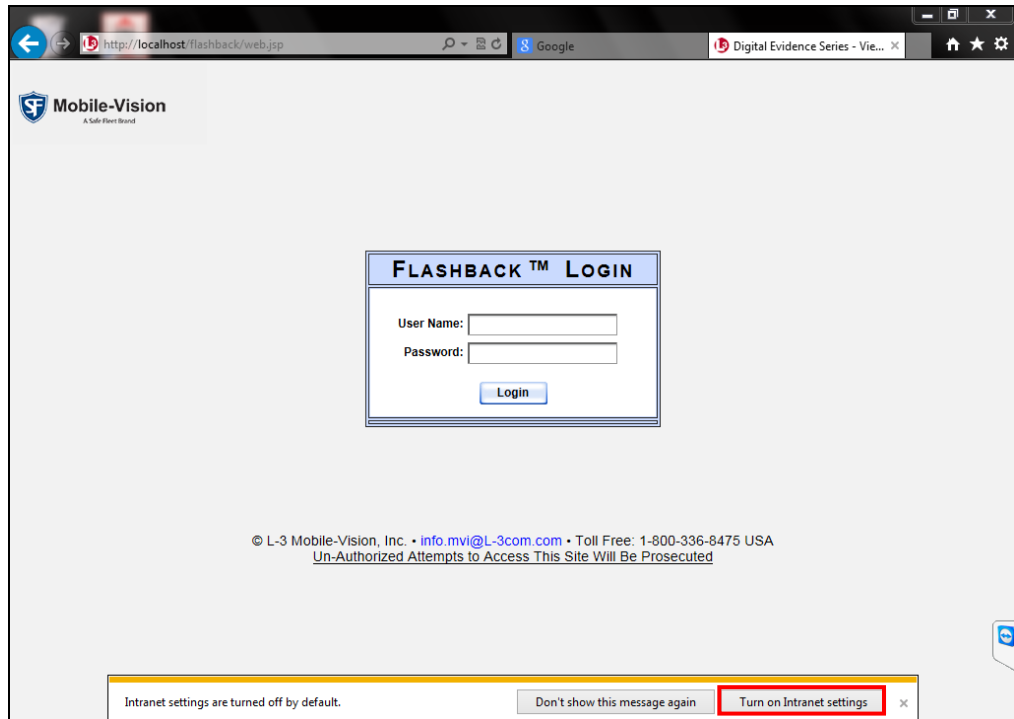 http://localhost/flashback/web.jsp
Google
Digital Evidence Series - Vie...
SF Mobile-Vision
A Safe Fleet Brand
FLASHBACK™ LOGIN
User Name:
Password:
Login
© L-3 Mobile-Vision, Inc. • info.mvi@L-3com.com • Toll Free: 1-800-336-8475 USA
Un-Authorized Attempts to Access This Site Will Be Prosecuted
Intranet settings are turned off by default.
Don't show this message again
Turn on Intranet settings